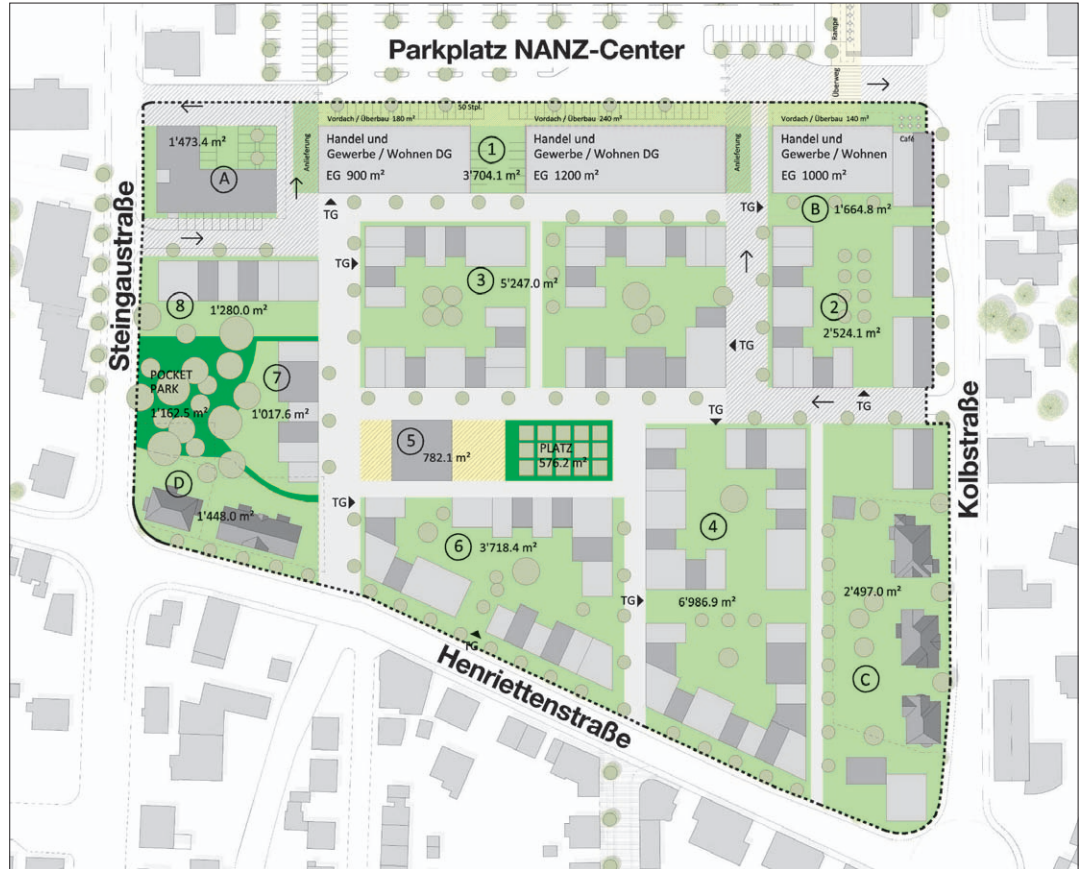 Parkplatz NANZ-Center
Rampe
Überweg
50 Stpl.
Vordach / Überbau 180 m²
Vordach / Überbau 240 m²
Vordach / Überbau 140 m²
Café
1'473.4 m²
A
Anlieferung
Handel und
Gewerbe / Wohnen DG
EG 900 m²
1
3'704.1 m²
Handel und
Gewerbe / Wohnen DG
EG 1200 m²
Anlieferung
Handel und
Gewerbe / Wohnen
EG 1000 m²
TG
TG
B
1'664.8 m²
Steingaustraße
TG
3
5'247.0 m²
8
1'280.0 m²
2
2'524.1 m²
TG
POCKET
PARK
1'162.5 m²
7
1'017.6 m²
TG
TG
5
782.1 m²
PLATZ
576.2 m²
Kolbstraße
D
1'448.0 m²
TG
6
3'718.4 m²
4
6'986.9 m²
TG
2'497.0 m²
C
TG
Henriettenstraße